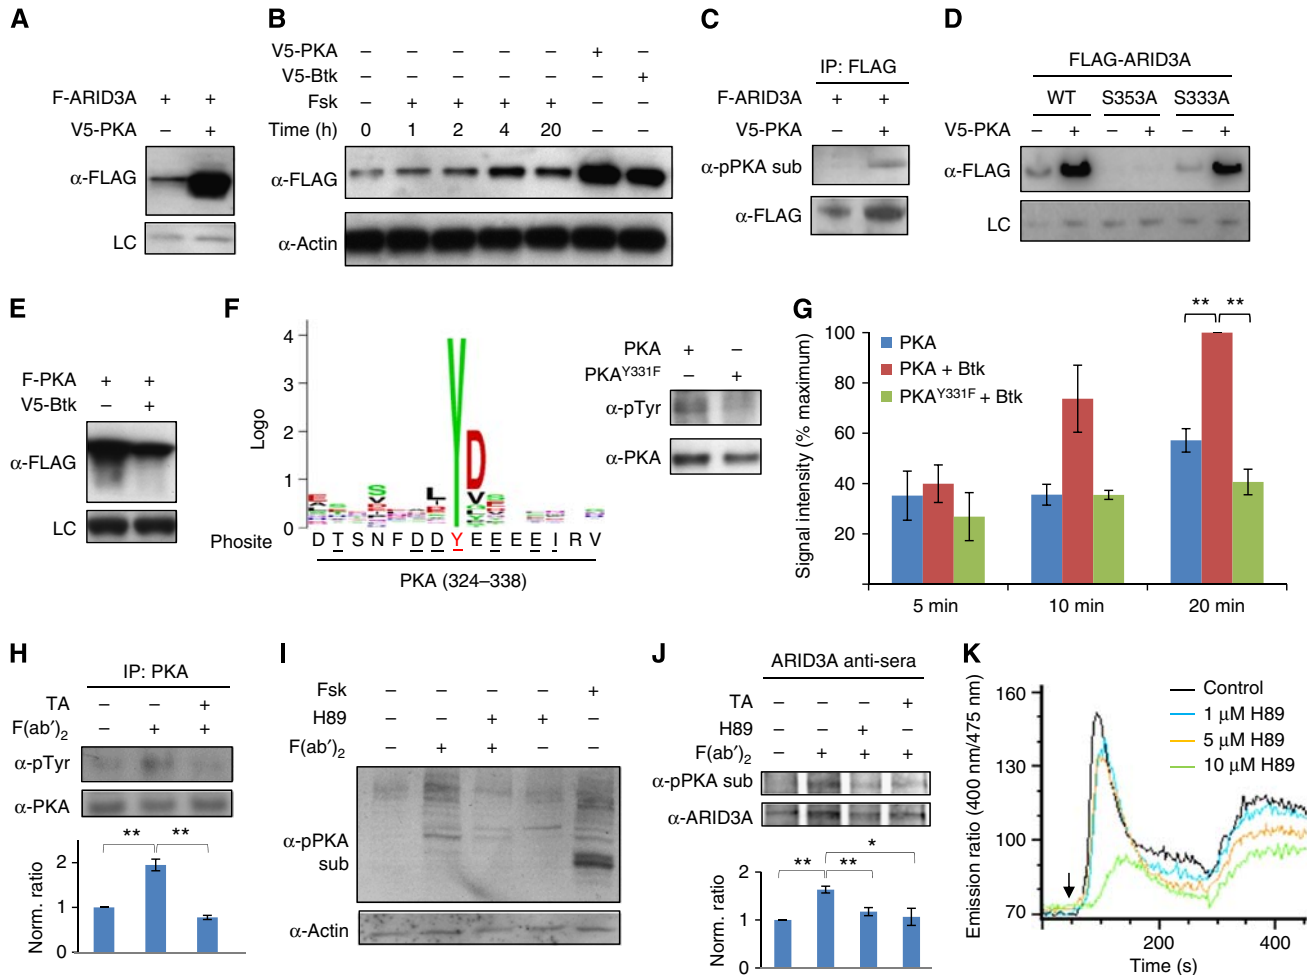 A
F-ARID3A + +
V5-PKA – +
α-FLAG
LC
B
V5-PKA – – – – – + –
V5-Btk – – – – – – +
Fsk – + + + + – –
Time (h) 0 1 2 4 20 – –
α-FLAG
α-Actin
C
IP: FLAG
F-ARID3A + +
V5-PKA – +
α-pPKA sub
α-FLAG
D
FLAG-ARID3A
WT S353A S333A
V5-PKA – + – + – +
α-FLAG
LC
E
F-PKA + +
V5-Btk – +
α-FLAG
LC
F
Logo
4
3
2
1
0
Y
D
Phosite D T S N F D D Y E E E E I R V
PKA (324–338)
PKA + –
PKAY331F – +
α-pTyr
α-PKA
G
Signal intensity (% maximum)
100
80
60
40
20
PKA
PKA + Btk
PKAY331F + Btk
** **
5 min 10 min 20 min
H
IP: PKA
TA – – +
F(ab′)2 – + +
α-pTyr
α-PKA
** **
Norm. ratio
2
1
0
I
Fsk – – – – +
H89 – – + + –
F(ab′)2 – + + – –
α-pPKA
sub
α-Actin
J
ARID3A anti-sera
TA – – – +
H89 – – + –
F(ab′)2 – + + +
α-pPKA sub
α-ARID3A
*
** **
Norm. ratio
2
1
0
K
Emission ratio (400 nm/475 nm)
160
130
100
70
Control
1 μM H89
5 μM H89
10 μM H89
200 400
Time (s)